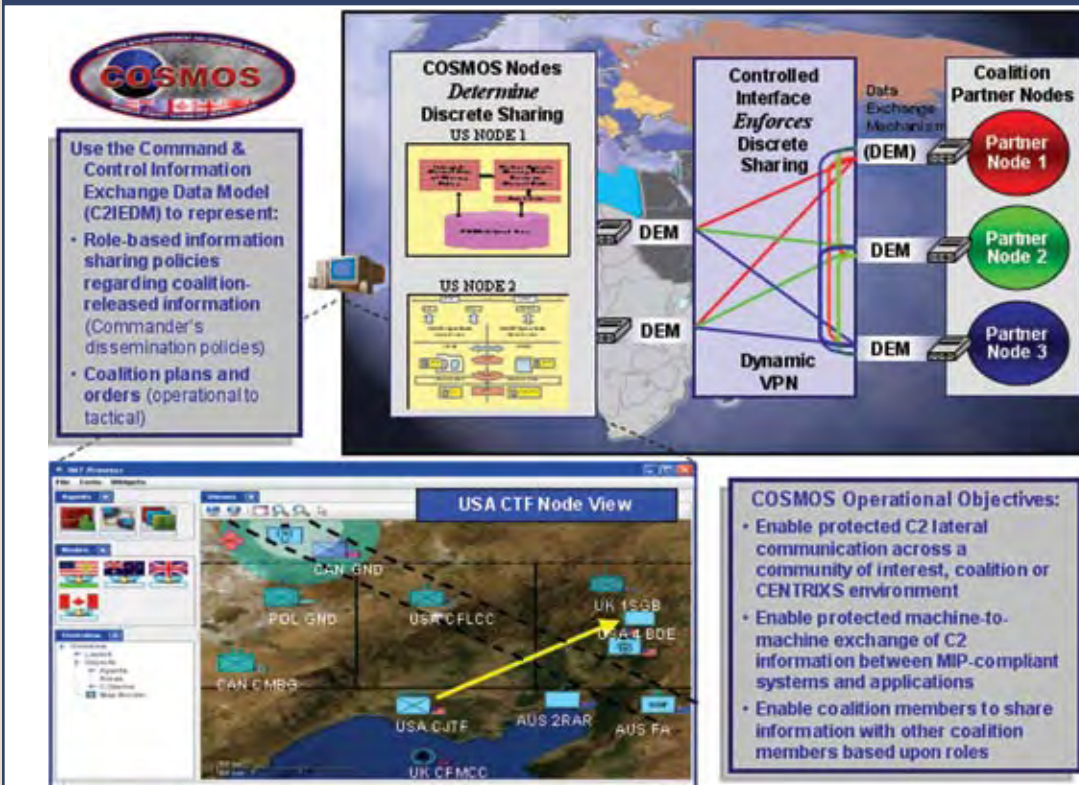 COSMOS
Use the Command &
Control Information
Exchange Data Model
(C2IEDM) to represent:
• Role-based information
sharing policies
regarding coalition-
released information
(Commander's
dissemination policies)
• Coalition plans and
orders (operational to
tactical)
COSMOS Nodes
Determine
Discrete Sharing
US NODE 1
US NODE 2
DEM
DEM
Controlled
Interface
Enforces
Discrete
Sharing
Dynamic
VPN
Data
Exchange
Mechanism
(DEM)
DEM
DEM
Coalition
Partner Nodes
Partner
Node 1
Partner
Node 2
Partner
Node 3
File Tools Widgets
USA CTF Node View
CAN GND
POL GND
USA CFLCC
UK 1SGB
USA 4 BDE
CAN CMBG
USA CJTF
AUS 2RAR
AUS FA
UK CFMCC
COSMOS Operational Objectives:
• Enable protected C2 lateral
communication across a
community of interest, coalition or
CENTRIXS environment
• Enable protected machine-to-
machine exchange of C2
information between MIP-compliant
systems and applications
• Enable coalition members to share
information with other coalition
members based upon roles